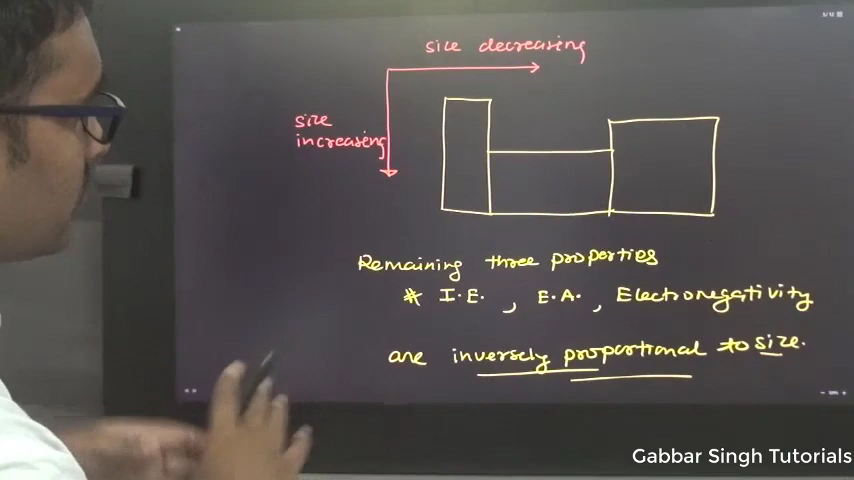 size decreasing
size
increasing
Remaining three properties
* I.E. , E.A. , Electronegativity
are inversely proportional to size.
Gabbar Singh Tutorials